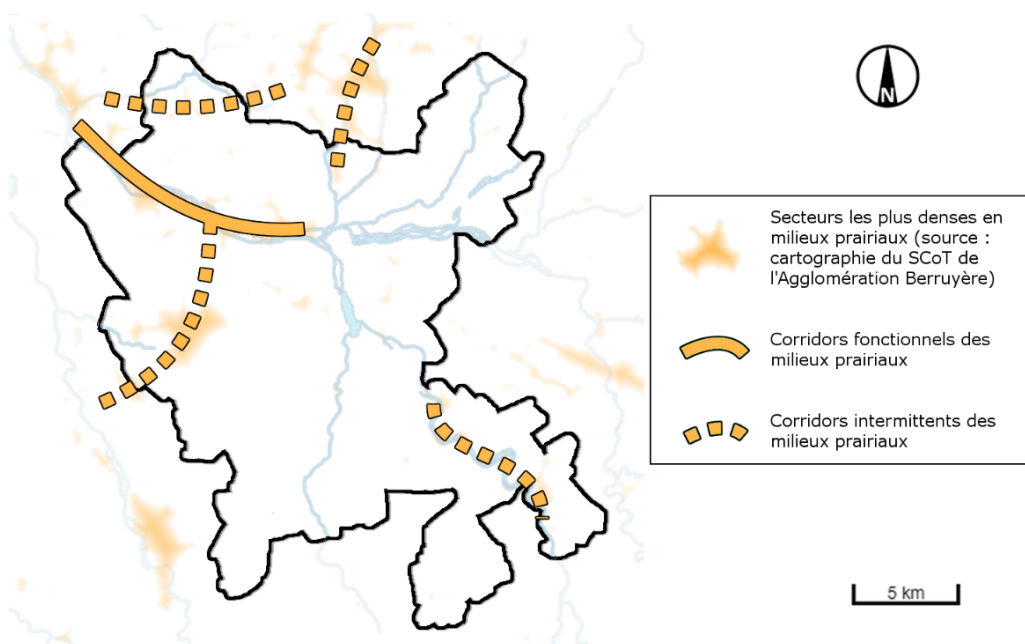 N
Secteurs les plus denses en
milieux prairiaux (source :
cartographie du SCoT de
l'Agglomération Berruyère)
Corridors fonctionnels des
milieux prairiaux
Corridors intermittents des
milieux prairiaux
5 km